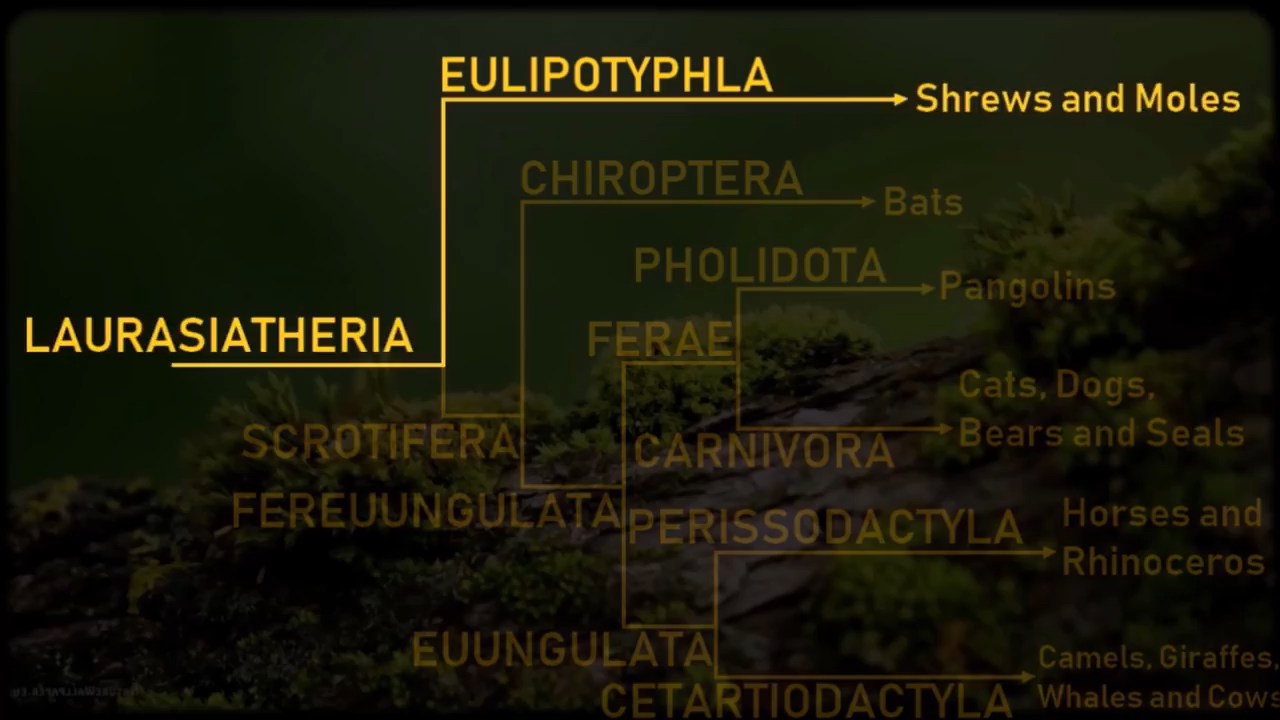 EULIPOTYPHLA
Shrews and Moles
CHIROPTERA
Bats
PHOLIDOTA
Pangolins
LAURASIATHERIA
FERAE
Cats, Dogs,
Bears and Seals
SCROTIFERA
CARNIVORA
FEREUUNGULATA
PERISSODACTYLA
Horses and
Rhinoceros
EUUNGULATA
Camels, Giraffes,
Whales and Cows
CETARTIODACTYLA